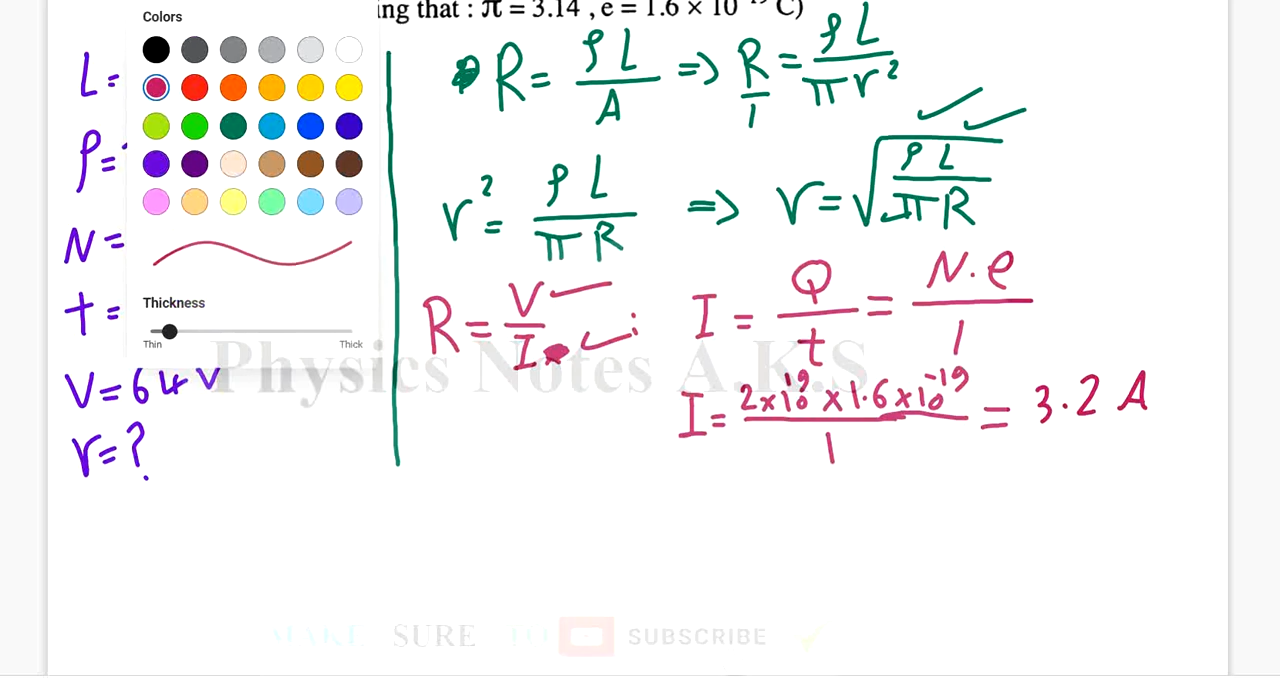 ing that : π = 3.14 , e = 1.6 × 10 C)
Colors
L=
ρ=
N=
t=
V=64 V
r=?
R= ρL/A => R/1 = ρL/πr²
r²= ρL/πR => r=√ρL/πR
R= V/I
I = Q/t = N.e/1
I= 2×10¹⁹×1.6×10⁻¹⁹/1 = 3.2 A
Thickness
Thin Thick
Physics Notes A.K.S
MAKE SURE TO SUBSCRIBE